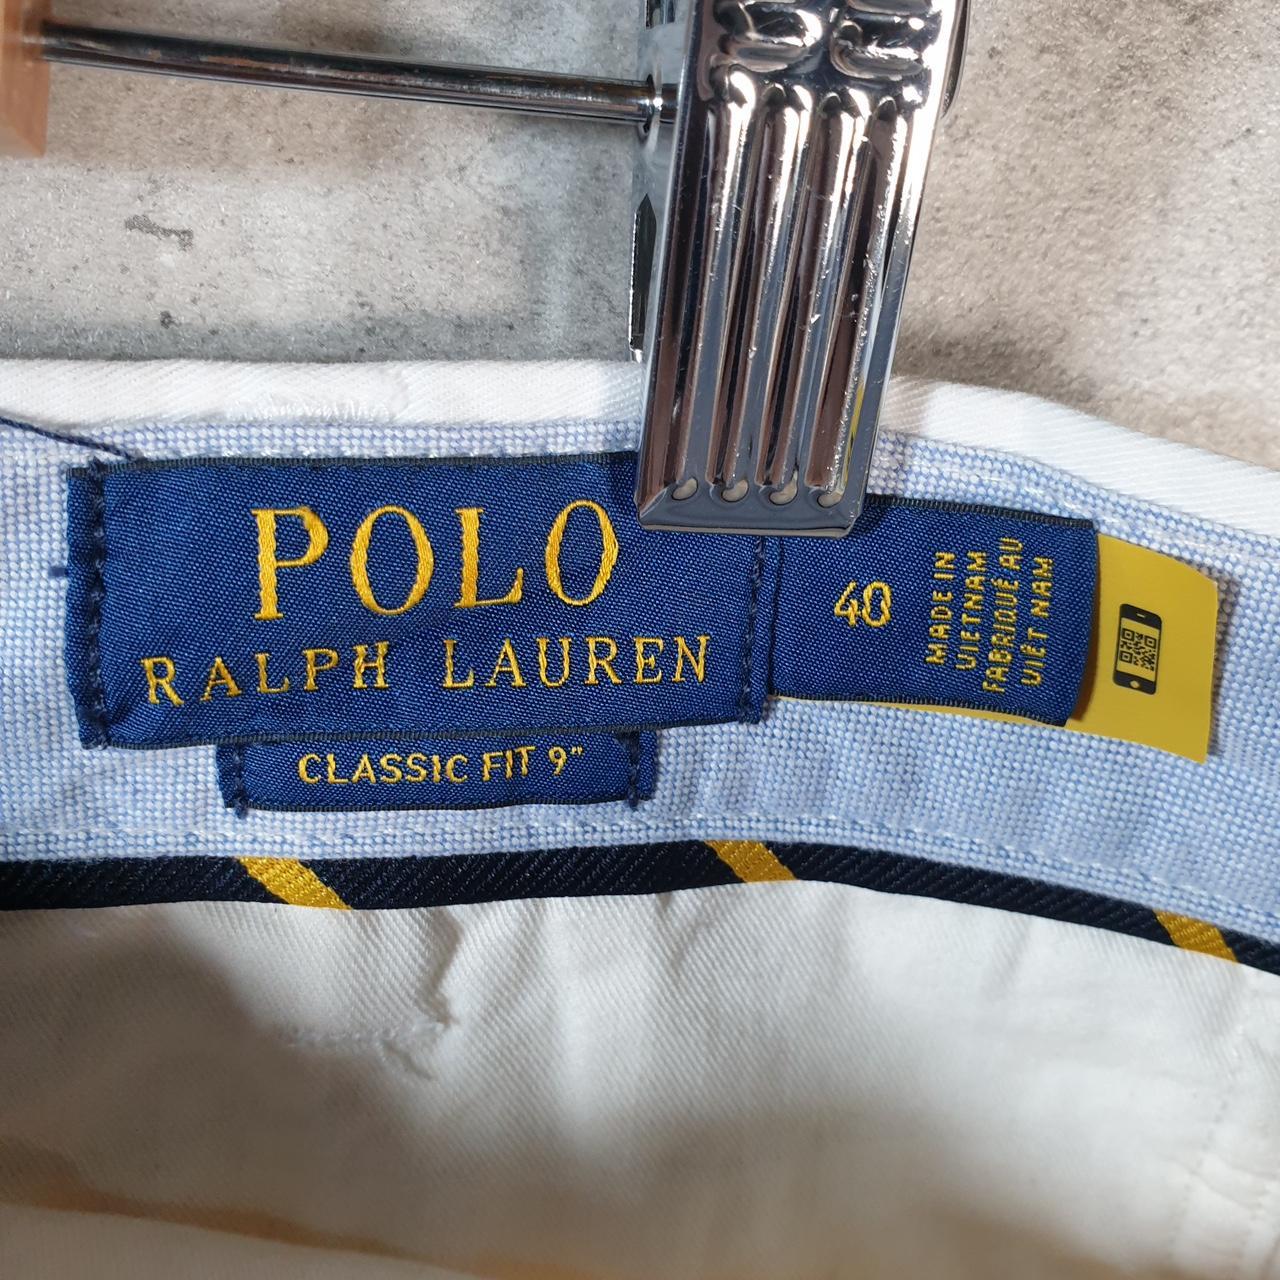 POLO
RALPH LAUREN
CLASSIC FIT 9"
40
MADE IN
VIETNAM
FABRIQUÉ AU
VIÊT NAM